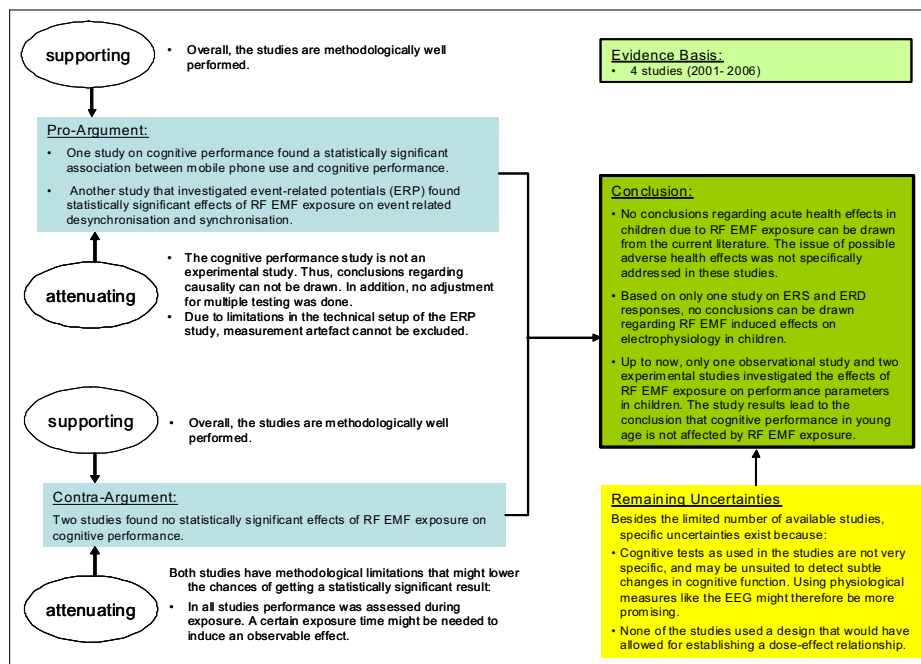 supporting
• Overall, the studies are methodologically well
performed.
Evidence Basis:
• 4 studies (2001- 2006)
Pro-Argument:
• One study on cognitive performance found a statistically significant
association between mobile phone use and cognitive performance.
• Another study that investigated event-related potentials (ERP) found
statistically significant effects of RF EMF exposure on event related
desynchronisation and synchronisation.
attenuating
• The cognitive performance study is not an
experimental study. Thus, conclusions regarding
causality can not be drawn. In addition, no adjustment
for multiple testing was done.
• Due to limitations in the technical setup of the ERP
study, measurement artefact cannot be excluded.
Conclusion:
• No conclusions regarding acute health effects in
children due to RF EMF exposure can be drawn
from the current literature. The issue of possible
adverse health effects was not specifically
addressed in these studies.
• Based on only one study on ERS and ERD
responses, no conclusions can be drawn
regarding RF EMF induced effects on
electrophysiology in children.
• Up to now, only one observational study and two
experimental studies investigated the effects of
RF EMF exposure on performance parameters
in children. The study results lead to the
conclusion that cognitive performance in young
age is not affected by RF EMF exposure.
supporting
• Overall, the studies are methodologically well
performed.
Contra-Argument:
Two studies found no statistically significant effects of RF EMF exposure on
cognitive performance.
attenuating
Both studies have methodological limitations that might lower
the chances of getting a statistically significant result:
• In all studies performance was assessed during
exposure. A certain exposure time might be needed to
induce an observable effect.
Remaining Uncertainties
Besides the limited number of available studies,
specific uncertainties exist because:
• Cognitive tests as used in the studies are not very
specific, and may be unsuited to detect subtle
changes in cognitive function. Using physiological
measures like the EEG might therefore be more
promising.
• None of the studies used a design that would have
allowed for establishing a dose-effect relationship.